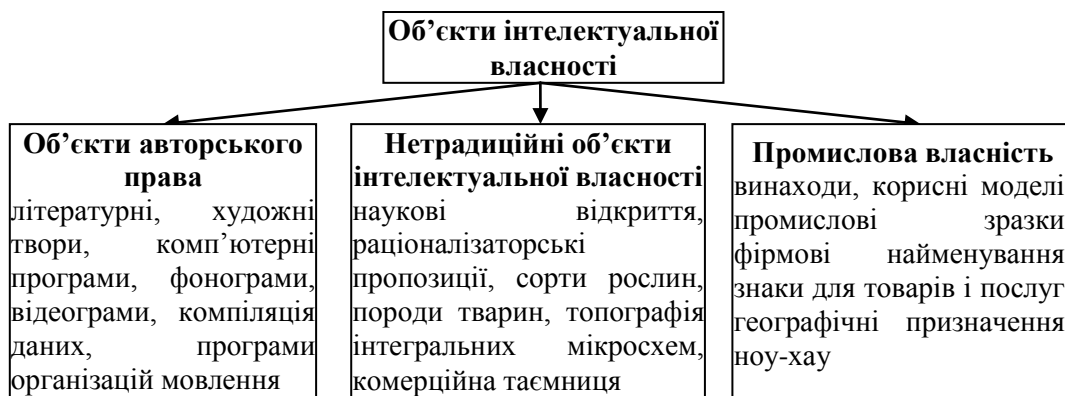 Об’єкти інтелектуальної
власності
Об’єкти авторського
права
літературні, художні
твори, комп’ютерні
програми, фонограми,
відеограми, компіляція
даних, програми
організацій мовлення
Нетрадиційні об’єкти
інтелектуальної власності
наукові відкриття,
раціоналізаторські
пропозиції, сорти рослин,
породи тварин, топографія
інтегральних мікросхем,
комерційна таємниця
Промислова власність
винаходи, корисні моделі
промислові зразки
фірмові найменування
знаки для товарів і послуг
географічні призначення
ноу-хау